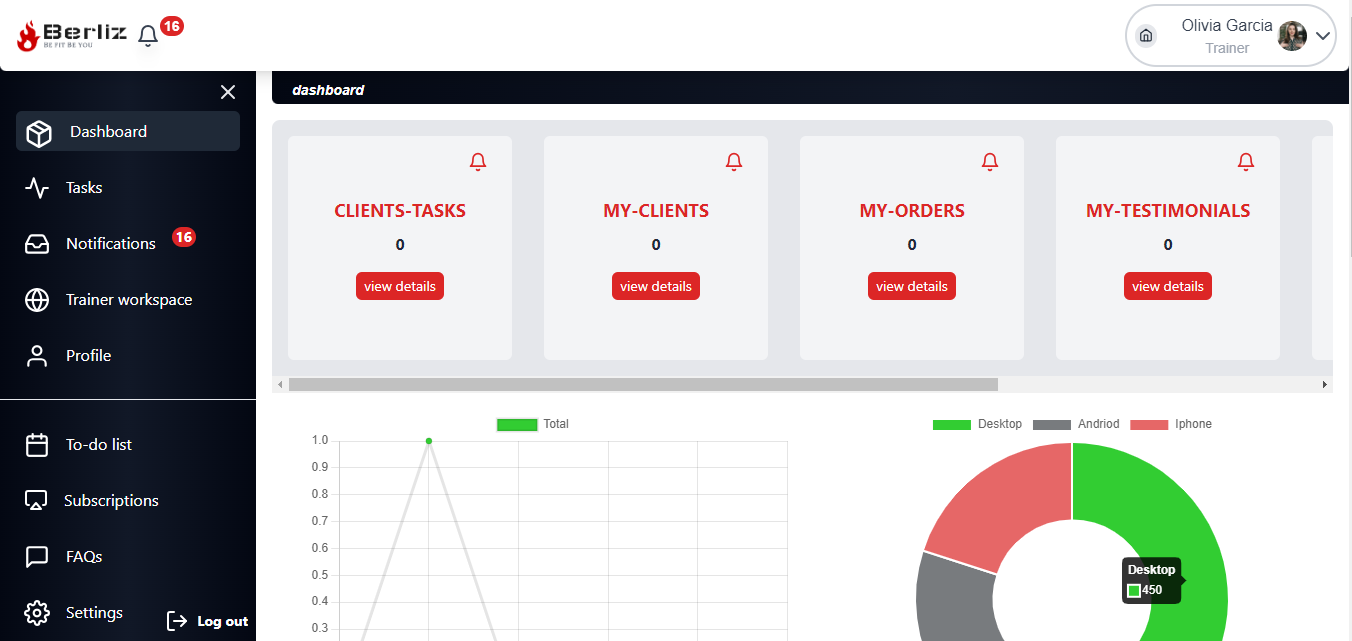 Berliz
BE FIT BE YOU
16
Olivia Garcia
Trainer
Dashboard
Tasks
Notifications 16
Trainer workspace
Profile
To-do list
Subscriptions
FAQs
Settings
Log out
dashboard
CLIENTS-TASKS
0
view details
MY-CLIENTS
0
view details
MY-ORDERS
0
view details
MY-TESTIMONIALS
0
view details
Total
1.0
0.9
0.8
0.7
0.6
0.5
0.4
0.3
Desktop Andriod Iphone
Desktop
450